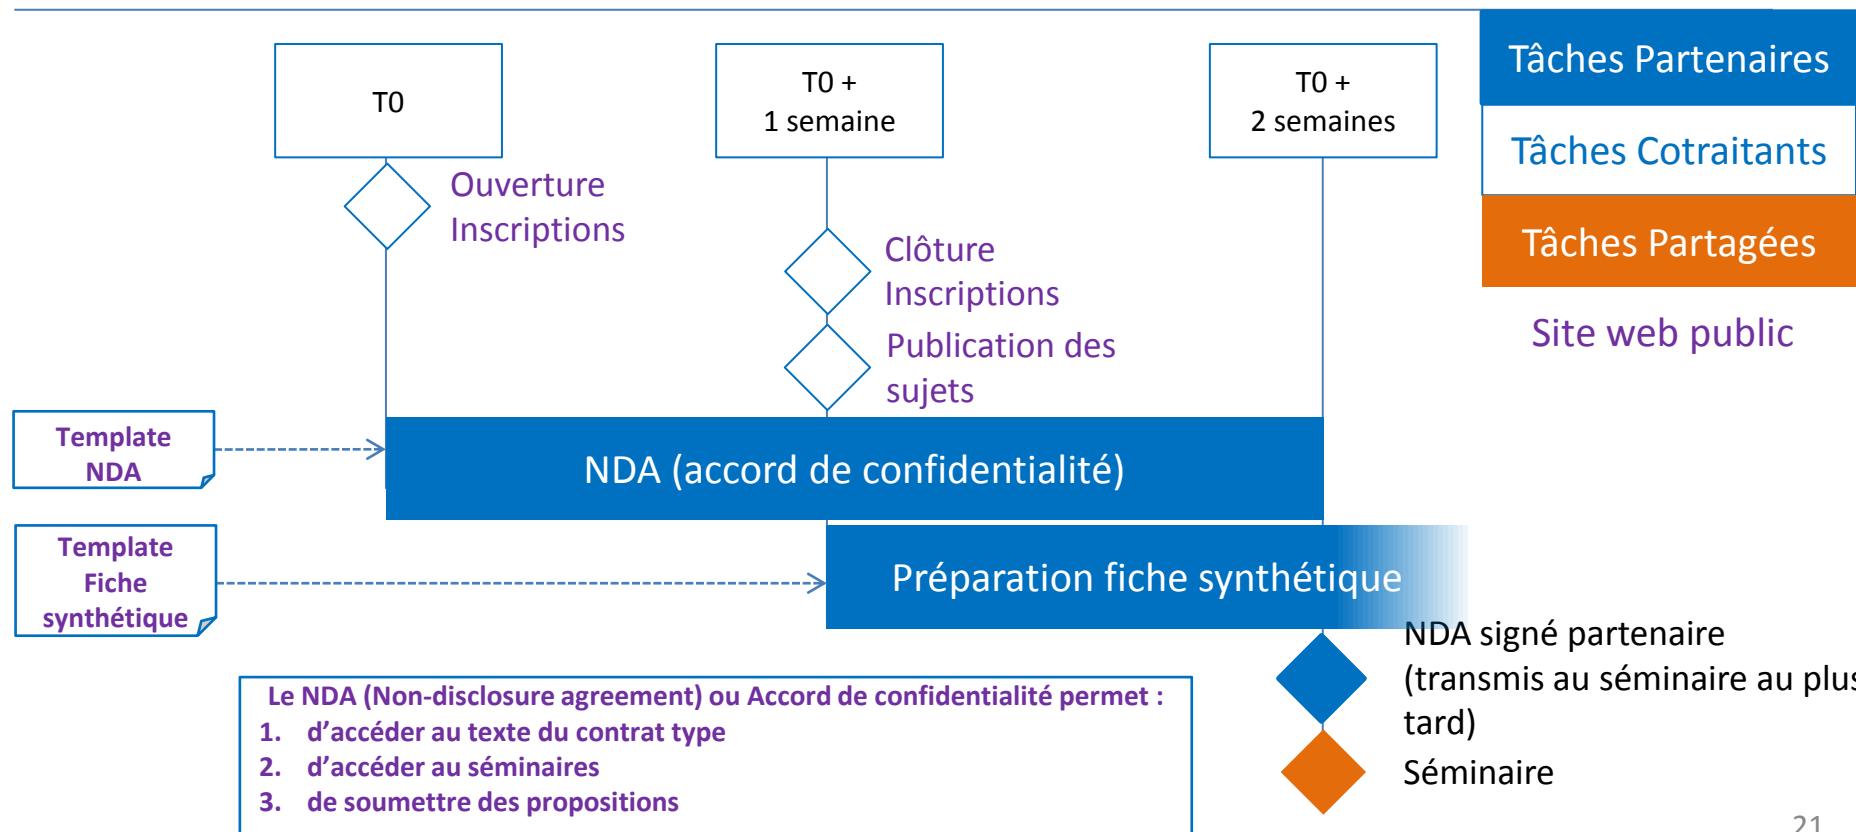 T0
T0 +
1 semaine
T0 +
2 semaines
Tâches Partenaires
Tâches Cotraitants
Tâches Partagées
Site web public
Ouverture
Inscriptions
Clôture
Inscriptions
Publication des
sujets
Template
NDA
NDA (accord de confidentialité)
Template
Fiche
synthétique
Préparation fiche synthétique
NDA signé partenaire
(transmis au séminaire au plus
tard)
Séminaire
Le NDA (Non-disclosure agreement) ou Accord de confidentialité permet :
1. d’accéder au texte du contrat type
2. d’accéder au séminaires
3. de soumettre des propositions
21